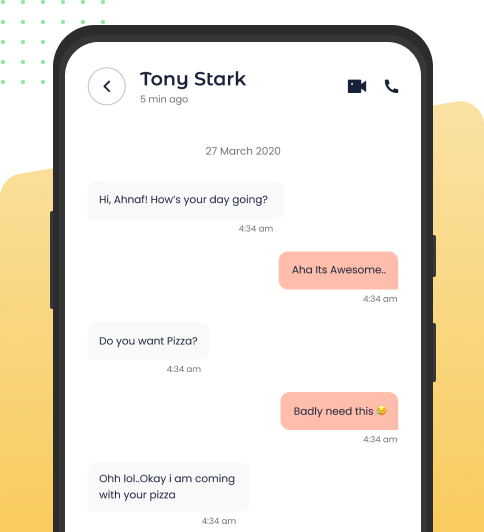 Tony Stark
5 min ago
27 March 2020
Hi, Ahnaf! How's your day going?
4:34 am
Aha Its Awesome..
4:34 am
Do you want Pizza?
4:34 am
Badly need this 😥
4:34 am
Ohh lol..Okay i am coming
with your pizza
4:34 am